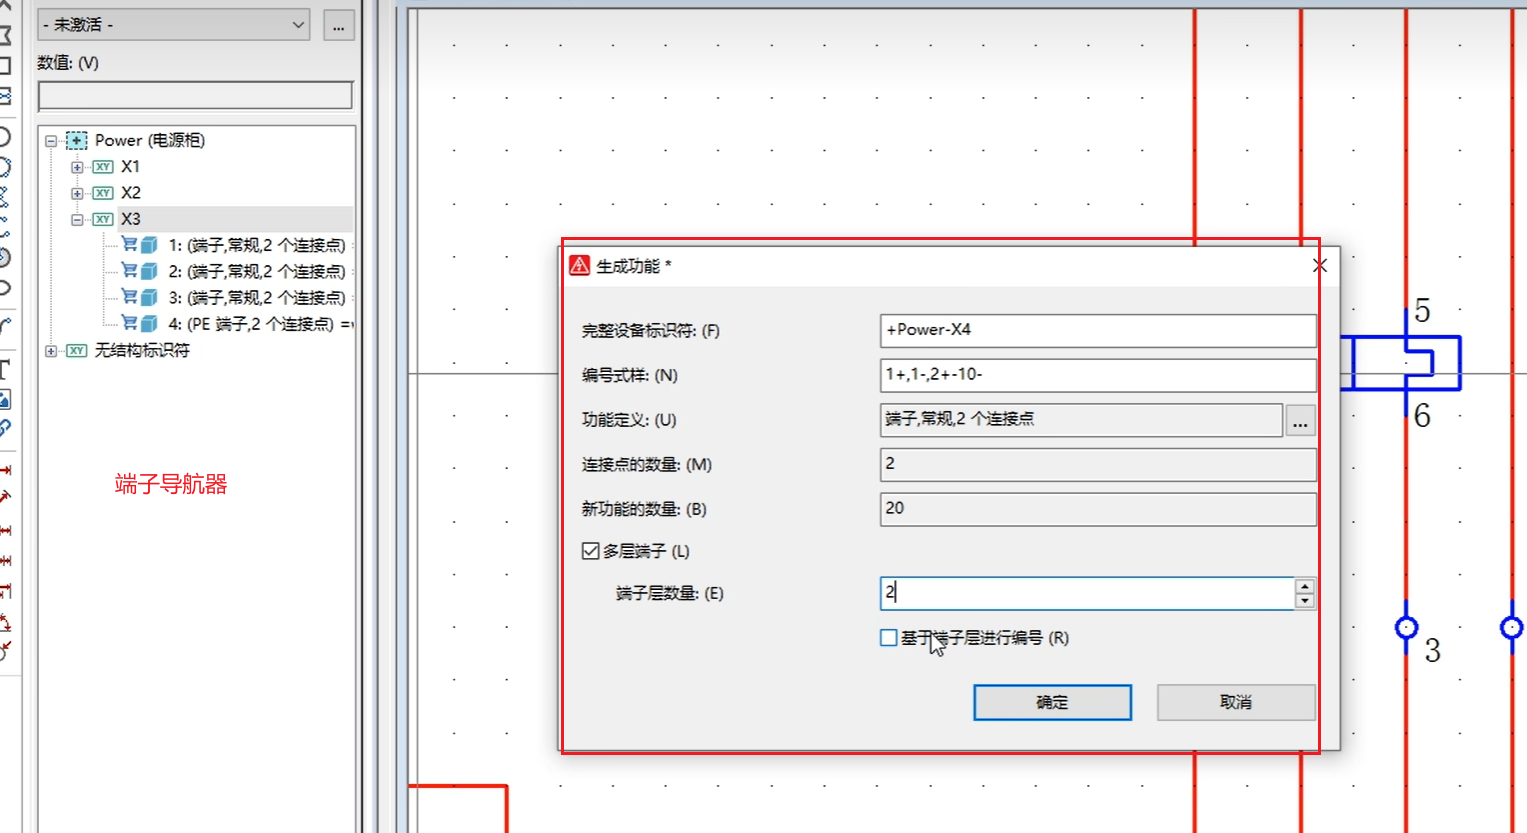 - 未激活 -
...
数值: (V)
Power (电源柜)
X1
X2
X3
1: (端子,常规,2 个连接点)
2: (端子,常规,2 个连接点)
3: (端子,常规,2 个连接点)
4: (PE 端子,2 个连接点)
无结构标识符
端子导航器
生成功能 *
完整设备标识符: (F)
+Power-X4
编号式样: (N)
1+,1-,2+-10-
功能定义: (U)
端子,常规,2 个连接点
...
连接点的数量: (M)
2
新功能的数量: (B)
20
多层端子 (L)
端子层数量: (E)
2
基于端子层进行编号 (R)
确定
取消
5
6
3